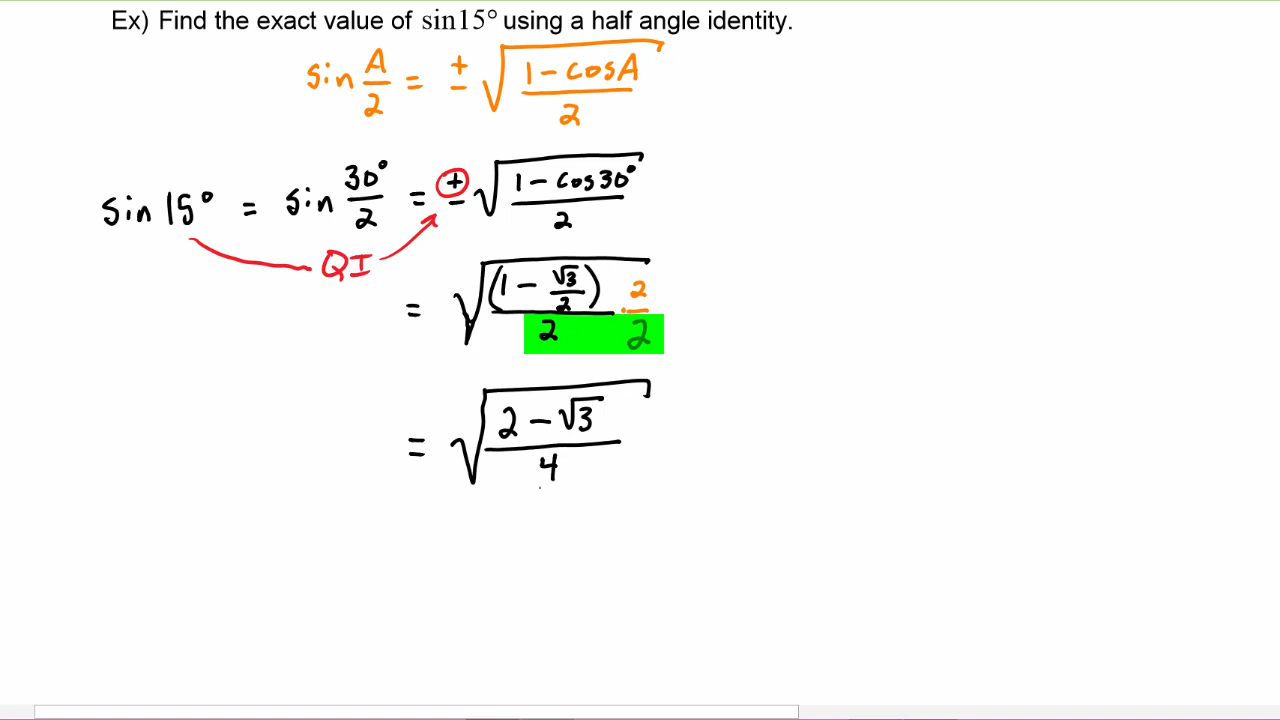 Ex) Find the exact value of sin15° using a half angle identity.
sin A/2 = ± √((1 - cosA)/2)
sin 15° = sin 30°/2 = ± √((1 - cos30°)/2)
QI
= √((1 - √3/2)/2 · 2/2)
= √((2 - √3)/4)